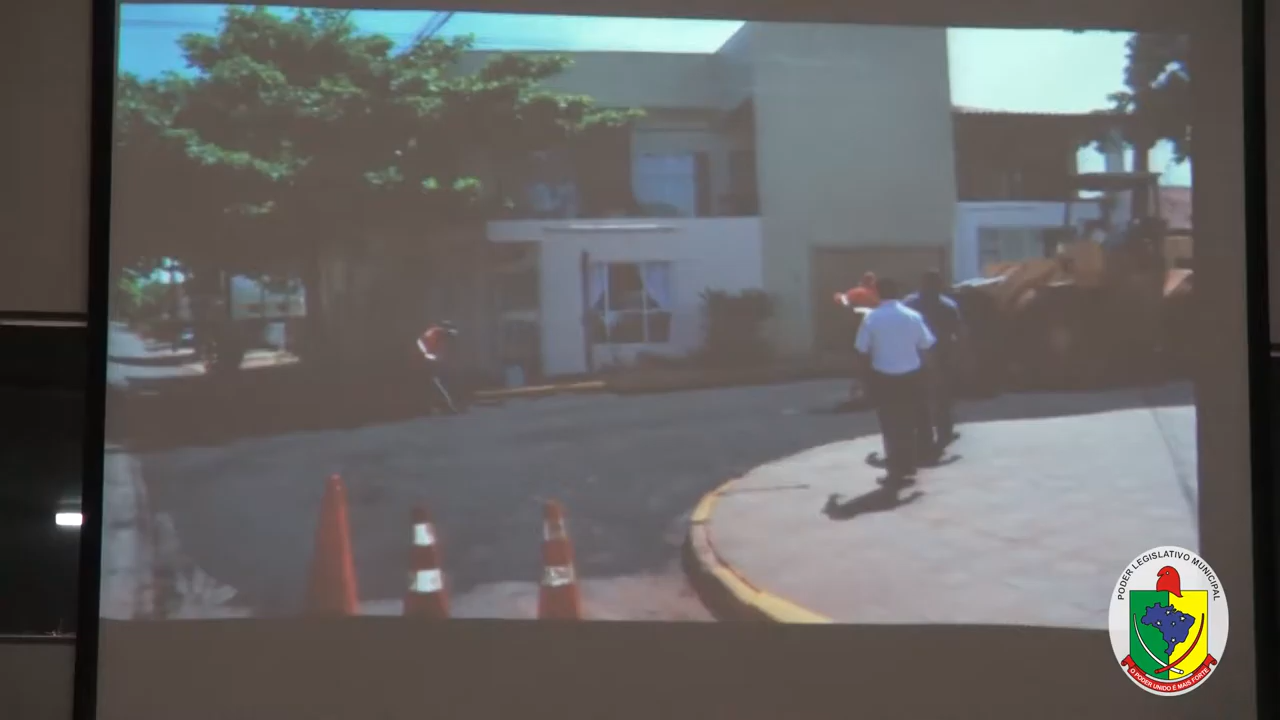 PODER LEGISLATIVO MUNICIPAL
O PODER UNIDO É MAIS FORTE